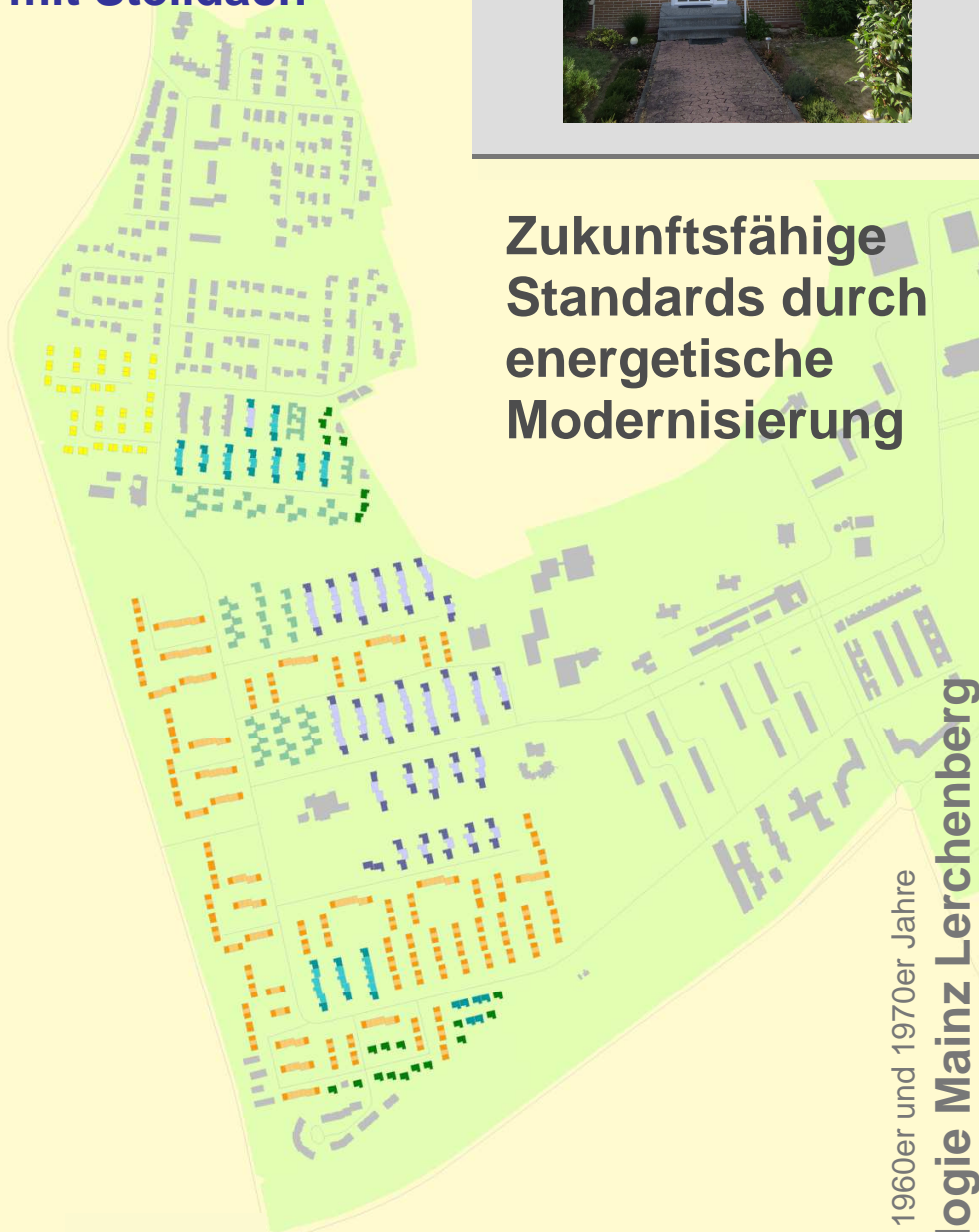 mit Steildach
Zukunftsfähige
Standards durch
energetische
Modernisierung
1960er und 1970er Jahre
logie Mainz Lerchenberg